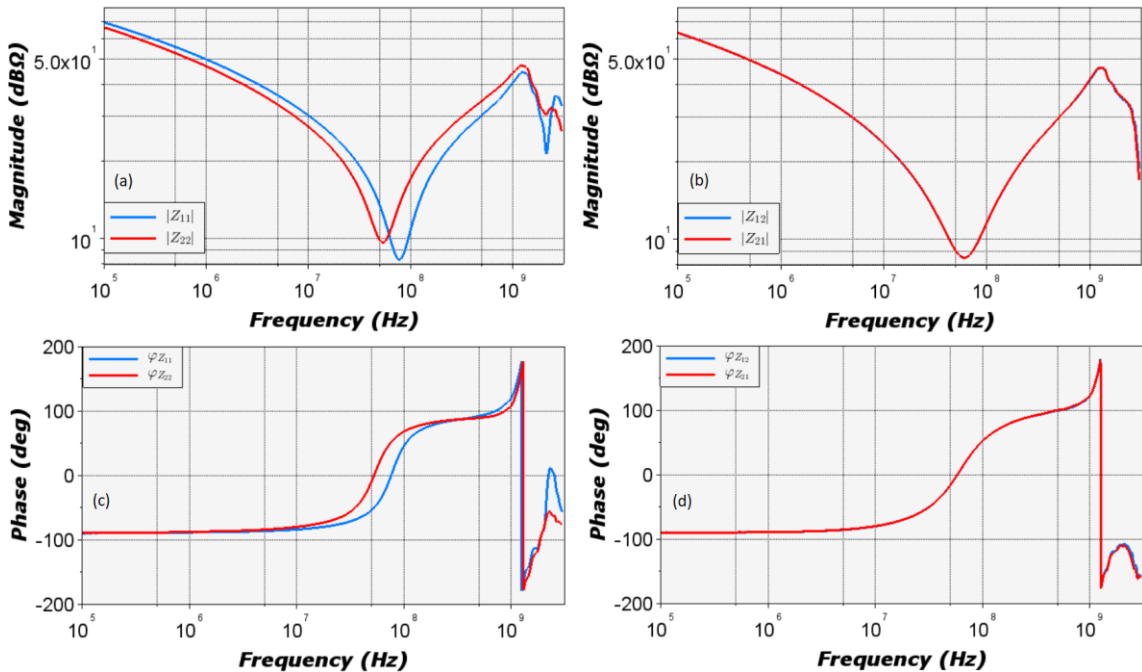 Magnitude (dBΩ)
5.0x10¹
10¹
(a)
|Z₁₁|
|Z₂₂|
10⁵ 10⁶ 10⁷ 10⁸ 10⁹
Frequency (Hz)
Magnitude (dBΩ)
5.0x10¹
10¹
(b)
|Z₁₂|
|Z₂₁|
10⁵ 10⁶ 10⁷ 10⁸ 10⁹
Frequency (Hz)
Phase (deg)
200
100
0
-100
-200
φZ₁₁
φZ₂₂
(c)
10⁵ 10⁶ 10⁷ 10⁸ 10⁹
Frequency (Hz)
Phase (deg)
200
100
0
-100
-200
φZ₁₂
φZ₂₁
(d)
10⁵ 10⁶ 10⁷ 10⁸ 10⁹
Frequency (Hz)